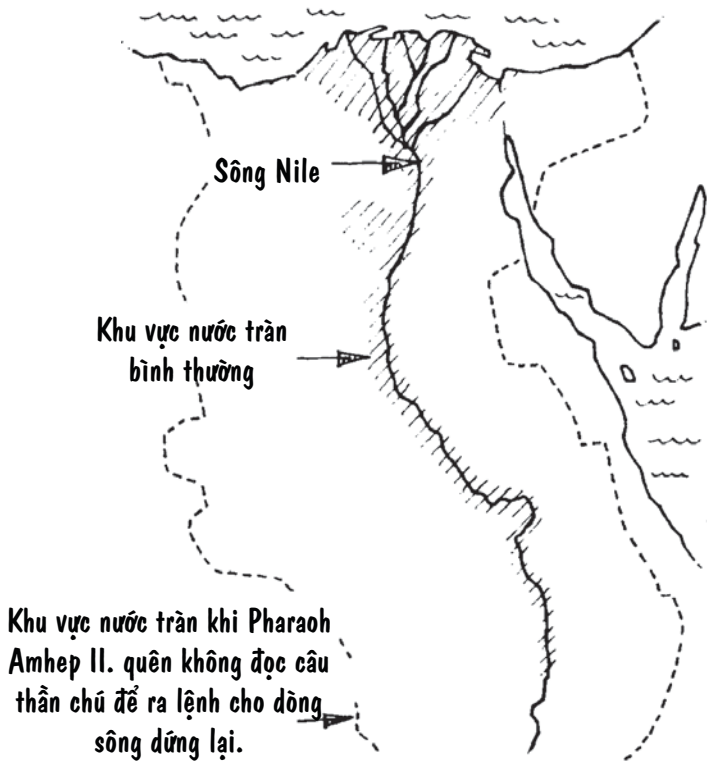 Sông Nile
Khu vực nước tràn
bình thường
Khu vực nước tràn khi Pharaoh
Amhep II. quên không đọc câu
thần chú để ra lệnh cho dòng
sông dứng lại.